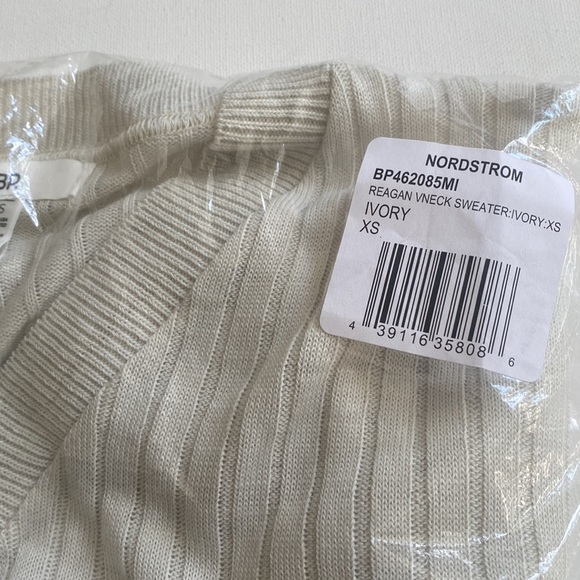 NORDSTROM
BP462085MI
REAGAN VNECK SWEATER:IVORY:XS
IVORY
XS
4 39116 35808 6
BP